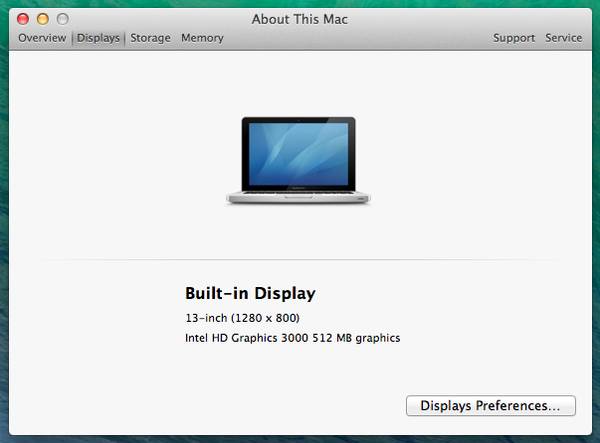 About This Mac
Overview Displays Storage Memory Support Service
Built-in Display
13-inch (1280 x 800)
Intel HD Graphics 3000 512 MB graphics
Displays Preferences...